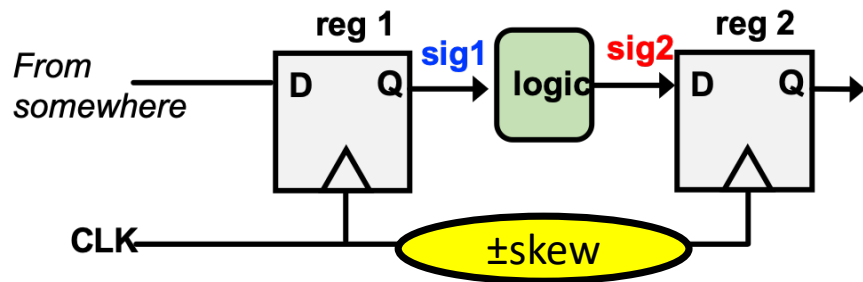 reg 1
reg 2
sig1
sig2
From
somewhere
D
Q
logic
D
Q
CLK
±skew